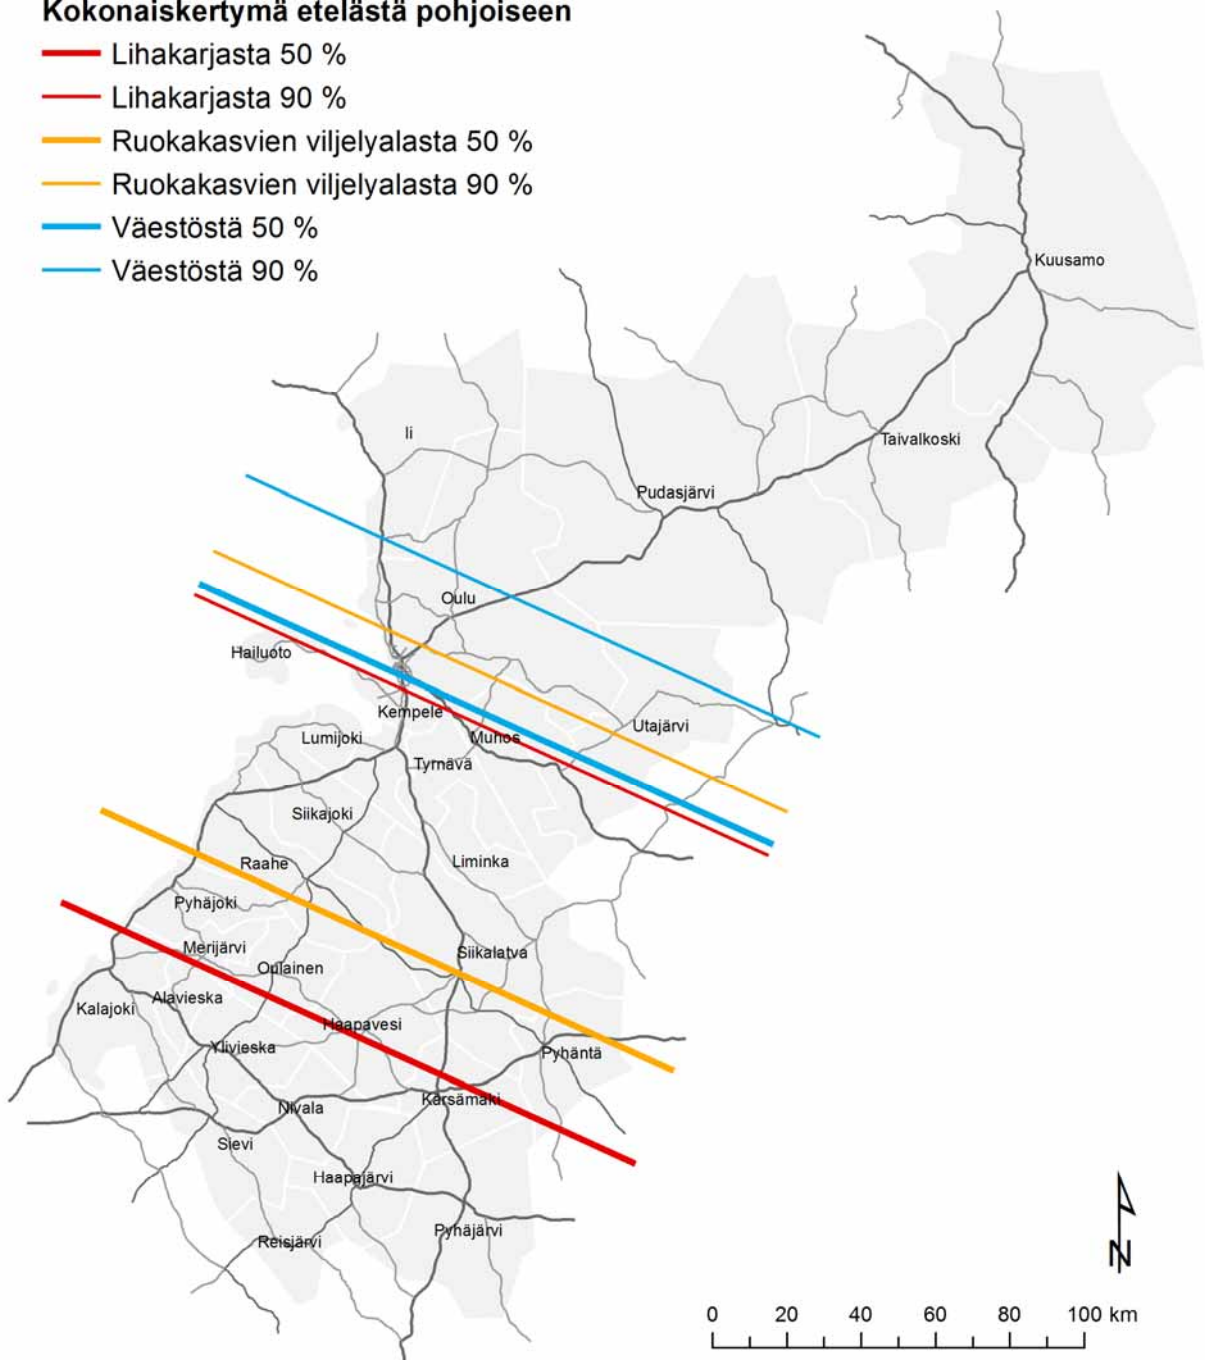 Kokonaiskertymä etelästä pohjoiseen
Lihakarjasta 50 %
Lihakarjasta 90 %
Ruokakasvien viljelyalasta 50 %
Ruokakasvien viljelyalasta 90 %
Väestöstä 50 %
Väestöstä 90 %
Kuusamo
Ii
Taivalkoski
Pudasjärvi
Oulu
Hailuoto
Kempele
Utajärvi
Lumijoki
Muhos
Tyrnävä
Siikajoki
Raahe
Liminka
Pyhäjoki
Merijärvi
Siikalatva
Oulainen
Alavieska
Kalajoki
Haapavesi
Ylivieska
Pyhäntä
Kärsämäki
Nivala
Sievi
Haapajärvi
Pyhäjärvi
Reisjärvi
N
0 20 40 60 80 100 km